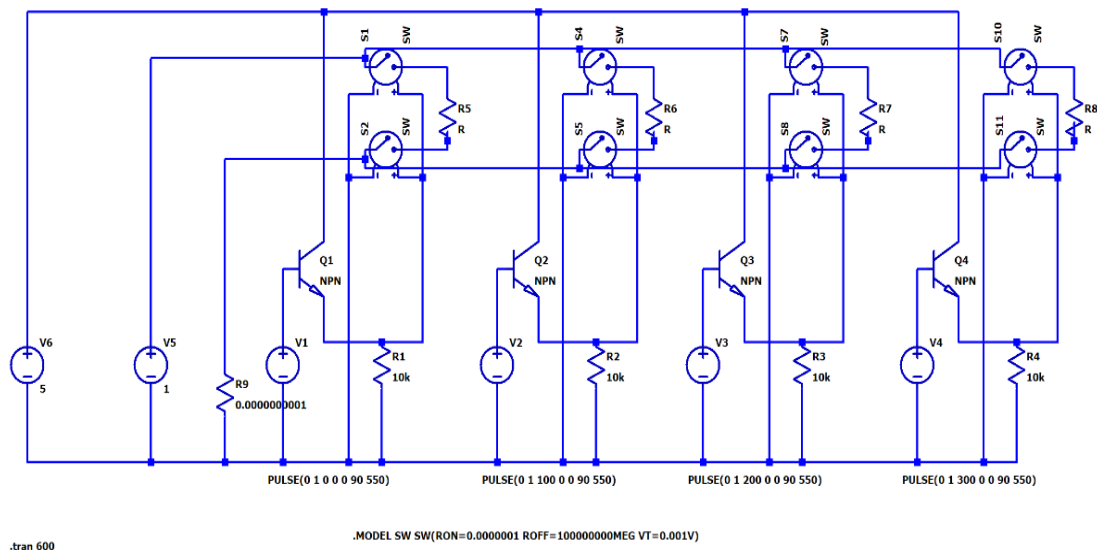 S1
SW
S4
SW
S7
SW
S10
SW
R5
R
R6
R
R7
R
R8
R
S2
SW
S5
SW
S8
SW
S11
SW
Q1
NPN
Q2
NPN
Q3
NPN
Q4
NPN
V6
5
V5
1
R9
0.0000000001
V1
R1
10k
V2
R2
10k
V3
R3
10k
V4
R4
10k
PULSE(0 1 0 0 0 90 550)
PULSE(0 1 100 0 0 90 550)
PULSE(0 1 200 0 0 90 550)
PULSE(0 1 300 0 0 90 550)
.MODEL SW SW(RON=0.0000001 ROFF=100000000MEG VT=0.001V)
.tran 600